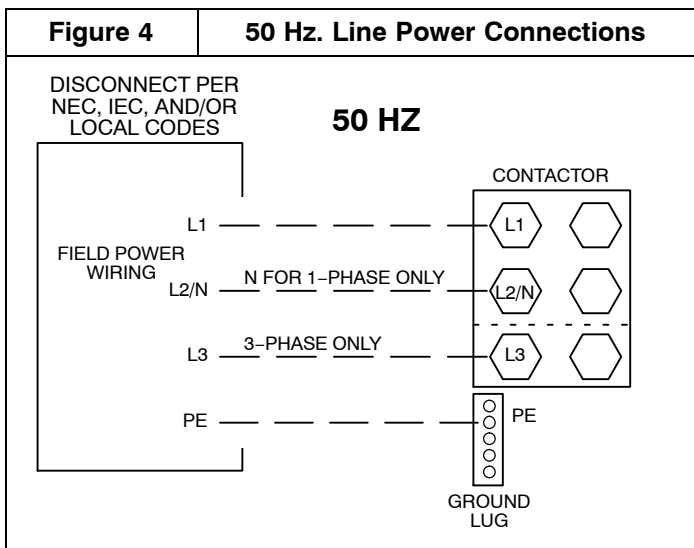 Figure 4
50 Hz. Line Power Connections
DISCONNECT PER
NEC, IEC, AND/OR
LOCAL CODES
50 HZ
CONTACTOR
L1
L1
FIELD POWER
WIRING
L2/N
N FOR 1−PHASE ONLY
L2/N
L3
3−PHASE ONLY
L3
PE
PE
GROUND
LUG